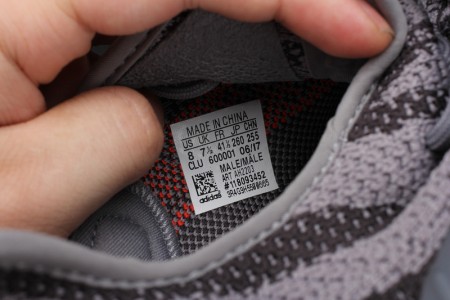 MADE IN CHINA
US UK FR JP CHN
8 7½ 41⅓ 260 255
CLU 600001 06/17
MALE/MALE
ART AH2203
#118093452
adidas